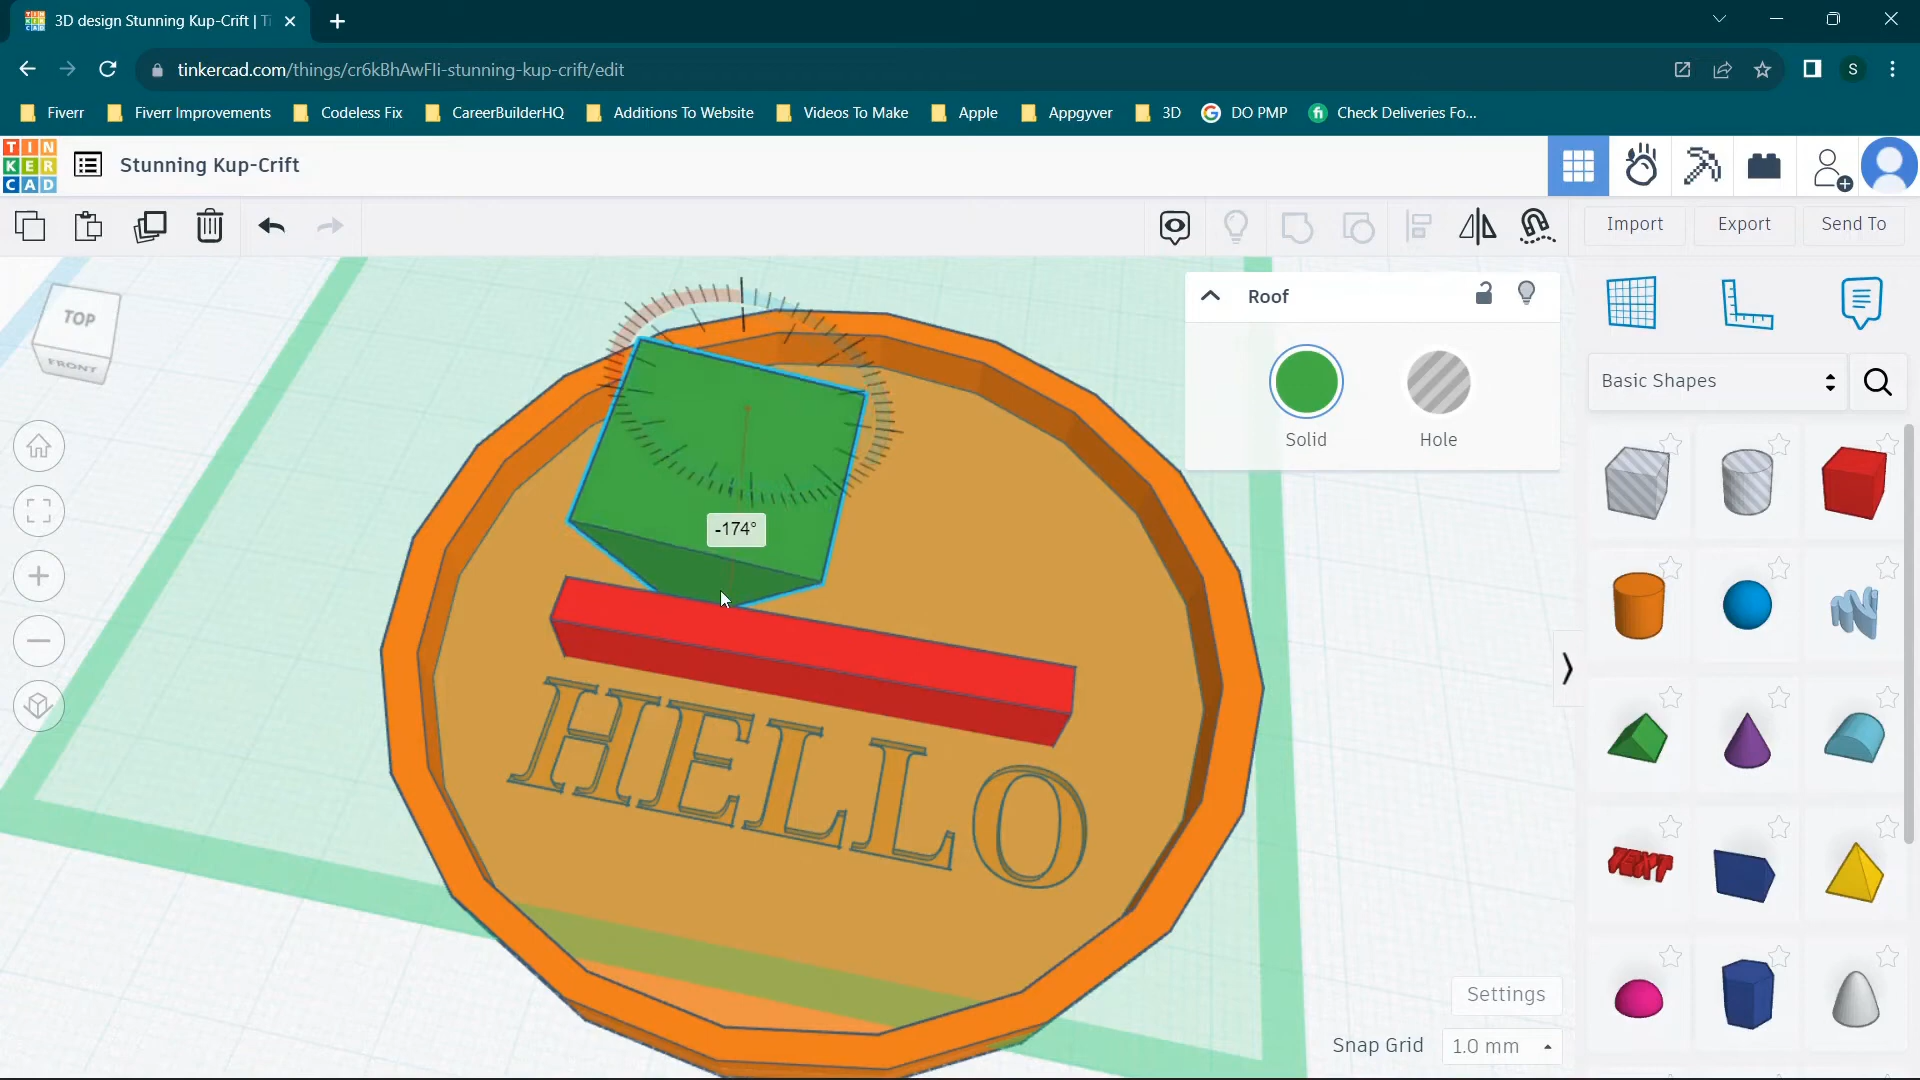 3D design Stunning Kup-Crift | Ti
tinkercad.com/things/cr6kBhAwFli-stunning-kup-crift/edit
S
Fiverr
Fiverr Improvements
Codeless Fix
CareerBuilderHQ
Additions To Website
Videos To Make
Apple
Appgyver
3D
DO PMP
Check Deliveries Fo...
TIN
KER
CAD
Stunning Kup-Crift
Import
Export
Send To
TOP
FRONT
Roof
Solid
Hole
Basic Shapes
-174°
HELLO
TEXT
Settings
Snap Grid
1.0 mm